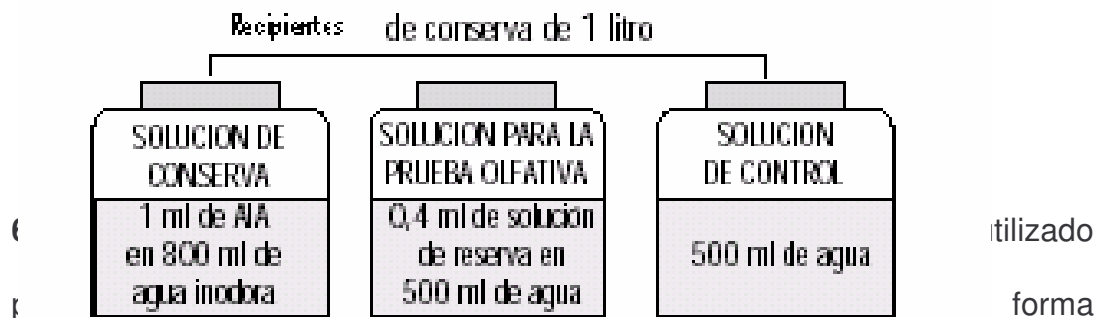 Recipientes de conserva de 1 litro
SOLUCION DE
CONSERVA
1 ml de AIA
en 800 ml de
agua inodora
SOLUCION PARA LA
PRUEBA OLFATIVA
0,4 ml de solución
de reserva en
500 ml de agua
SOLUCION
DE CONTROL
500 ml de agua
forma